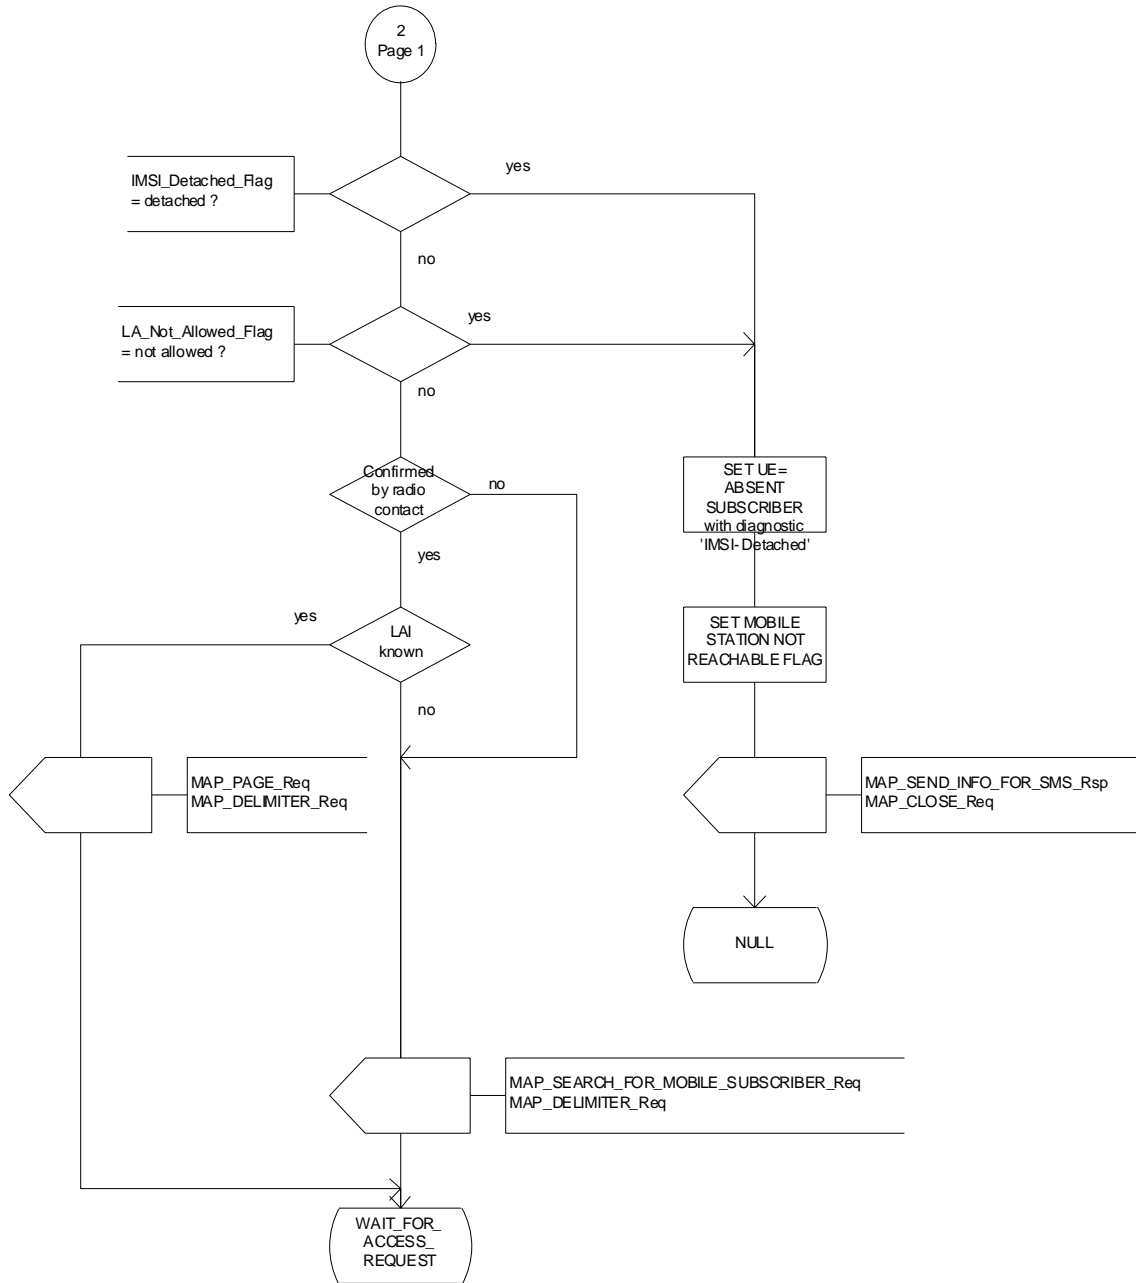 2
Page 1
yes
IMSI_Detached_Flag
= detached ?
no
yes
LA_Not_Allowed_Flag
= not allowed ?
no
Confirmed
by radio
contact
no
SET UE=
ABSENT
SUBSCRIBER
with diagnostic
'IMSI-Detached'
yes
yes
LAI
known
SET MOBILE
STATION NOT
REACHABLE FLAG
no
MAP_PAGE_Req
MAP_DELIMITER_Req
MAP_SEND_INFO_FOR_SMS_Rsp
MAP_CLOSE_Req
NULL
MAP_SEARCH_FOR_MOBILE_SUBSCRIBER_Req
MAP_DELIMITER_Req
WAIT_FOR_
ACCESS_
REQUEST